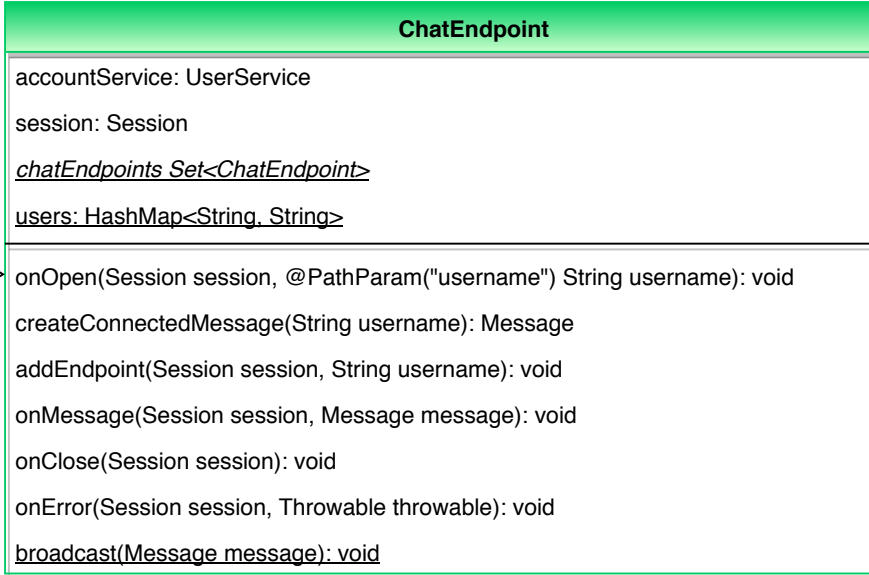 ChatEndpoint
accountService: UserService
session: Session
chatEndpoints Set<ChatEndpoint>
users: HashMap<String, String>
onOpen(Session session, @PathParam("username") String username): void
createConnectedMessage(String username): Message
addEndpoint(Session session, String username): void
onMessage(Session session, Message message): void
onClose(Session session): void
onError(Session session, Throwable throwable): void
broadcast(Message message): void